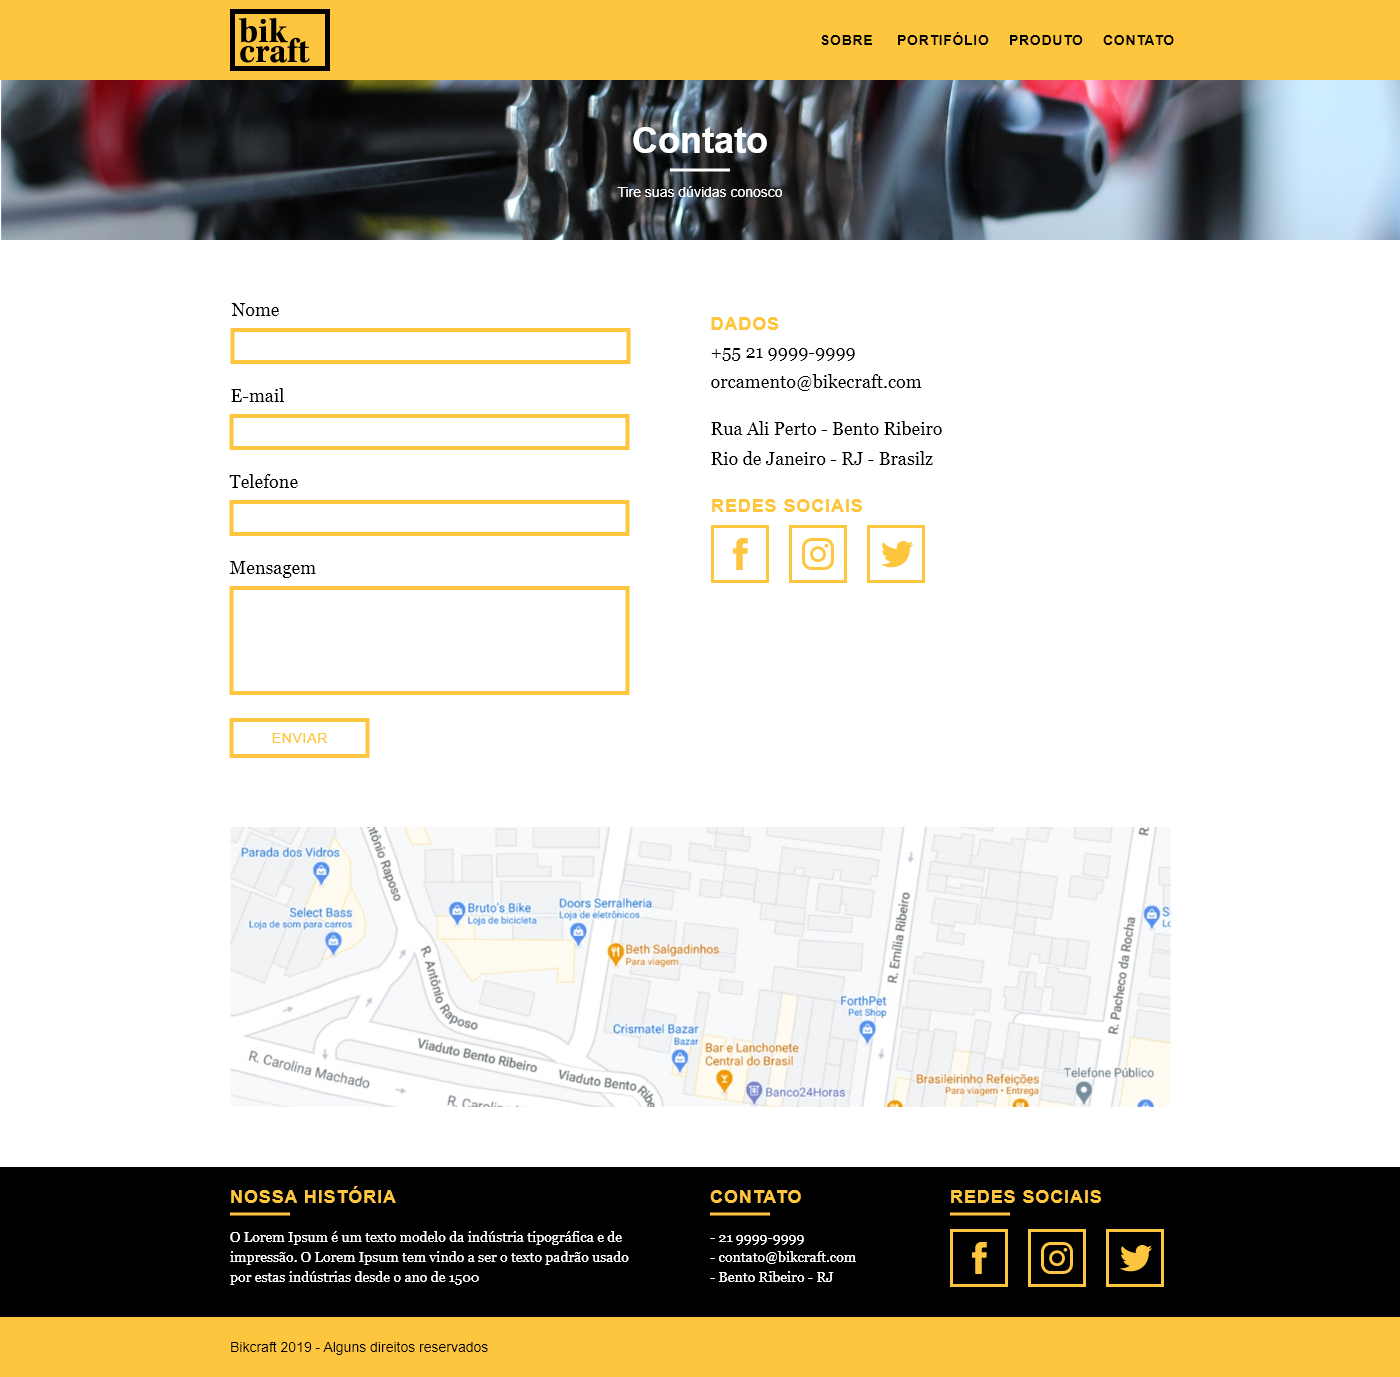 bik
craft
SOBRE PORTIFÓLIO PRODUTO CONTATO
Contato
Tire suas dúvidas conosco
Nome
E-mail
Telefone
Mensagem
ENVIAR
DADOS
+55 21 9999-9999
orcamento@bikecraft.com
Rua Ali Perto - Bento Ribeiro
Rio de Janeiro - RJ - Brasilz
REDES SOCIAIS
Parada dos Vidros
Select Bass
Loja de som para carros
Bruto's Bike
Loja de bicicleta
Doors Serralheria
Loja de eletrônicos
Beth Salgadinhos
Para viagem
ntônio Raposo
R. Antônio Raposo
R. Emília Ribeiro
R. Pacheco da Rocha
R.
S
Lc
ForthPet
Pet Shop
Crismatel Bazar
Bazar
Bar e Lanchonete
Central do Brasil
Banco24Horas
Brasileirinho Refeições
Para viagem • Entrega
Telefone Público
R. Carolina Machado
Viaduto Bento Ribeiro
Viaduto Bento Ribe
R. Carolin
NOSSA HISTÓRIA
O Lorem Ipsum é um texto modelo da indústria tipográfica e de
impressão. O Lorem Ipsum tem vindo a ser o texto padrão usado
por estas indústrias desde o ano de 1500
CONTATO
- 21 9999-9999
- contato@bikcraft.com
- Bento Ribeiro - RJ
REDES SOCIAIS
Bikcraft 2019 - Alguns direitos reservados